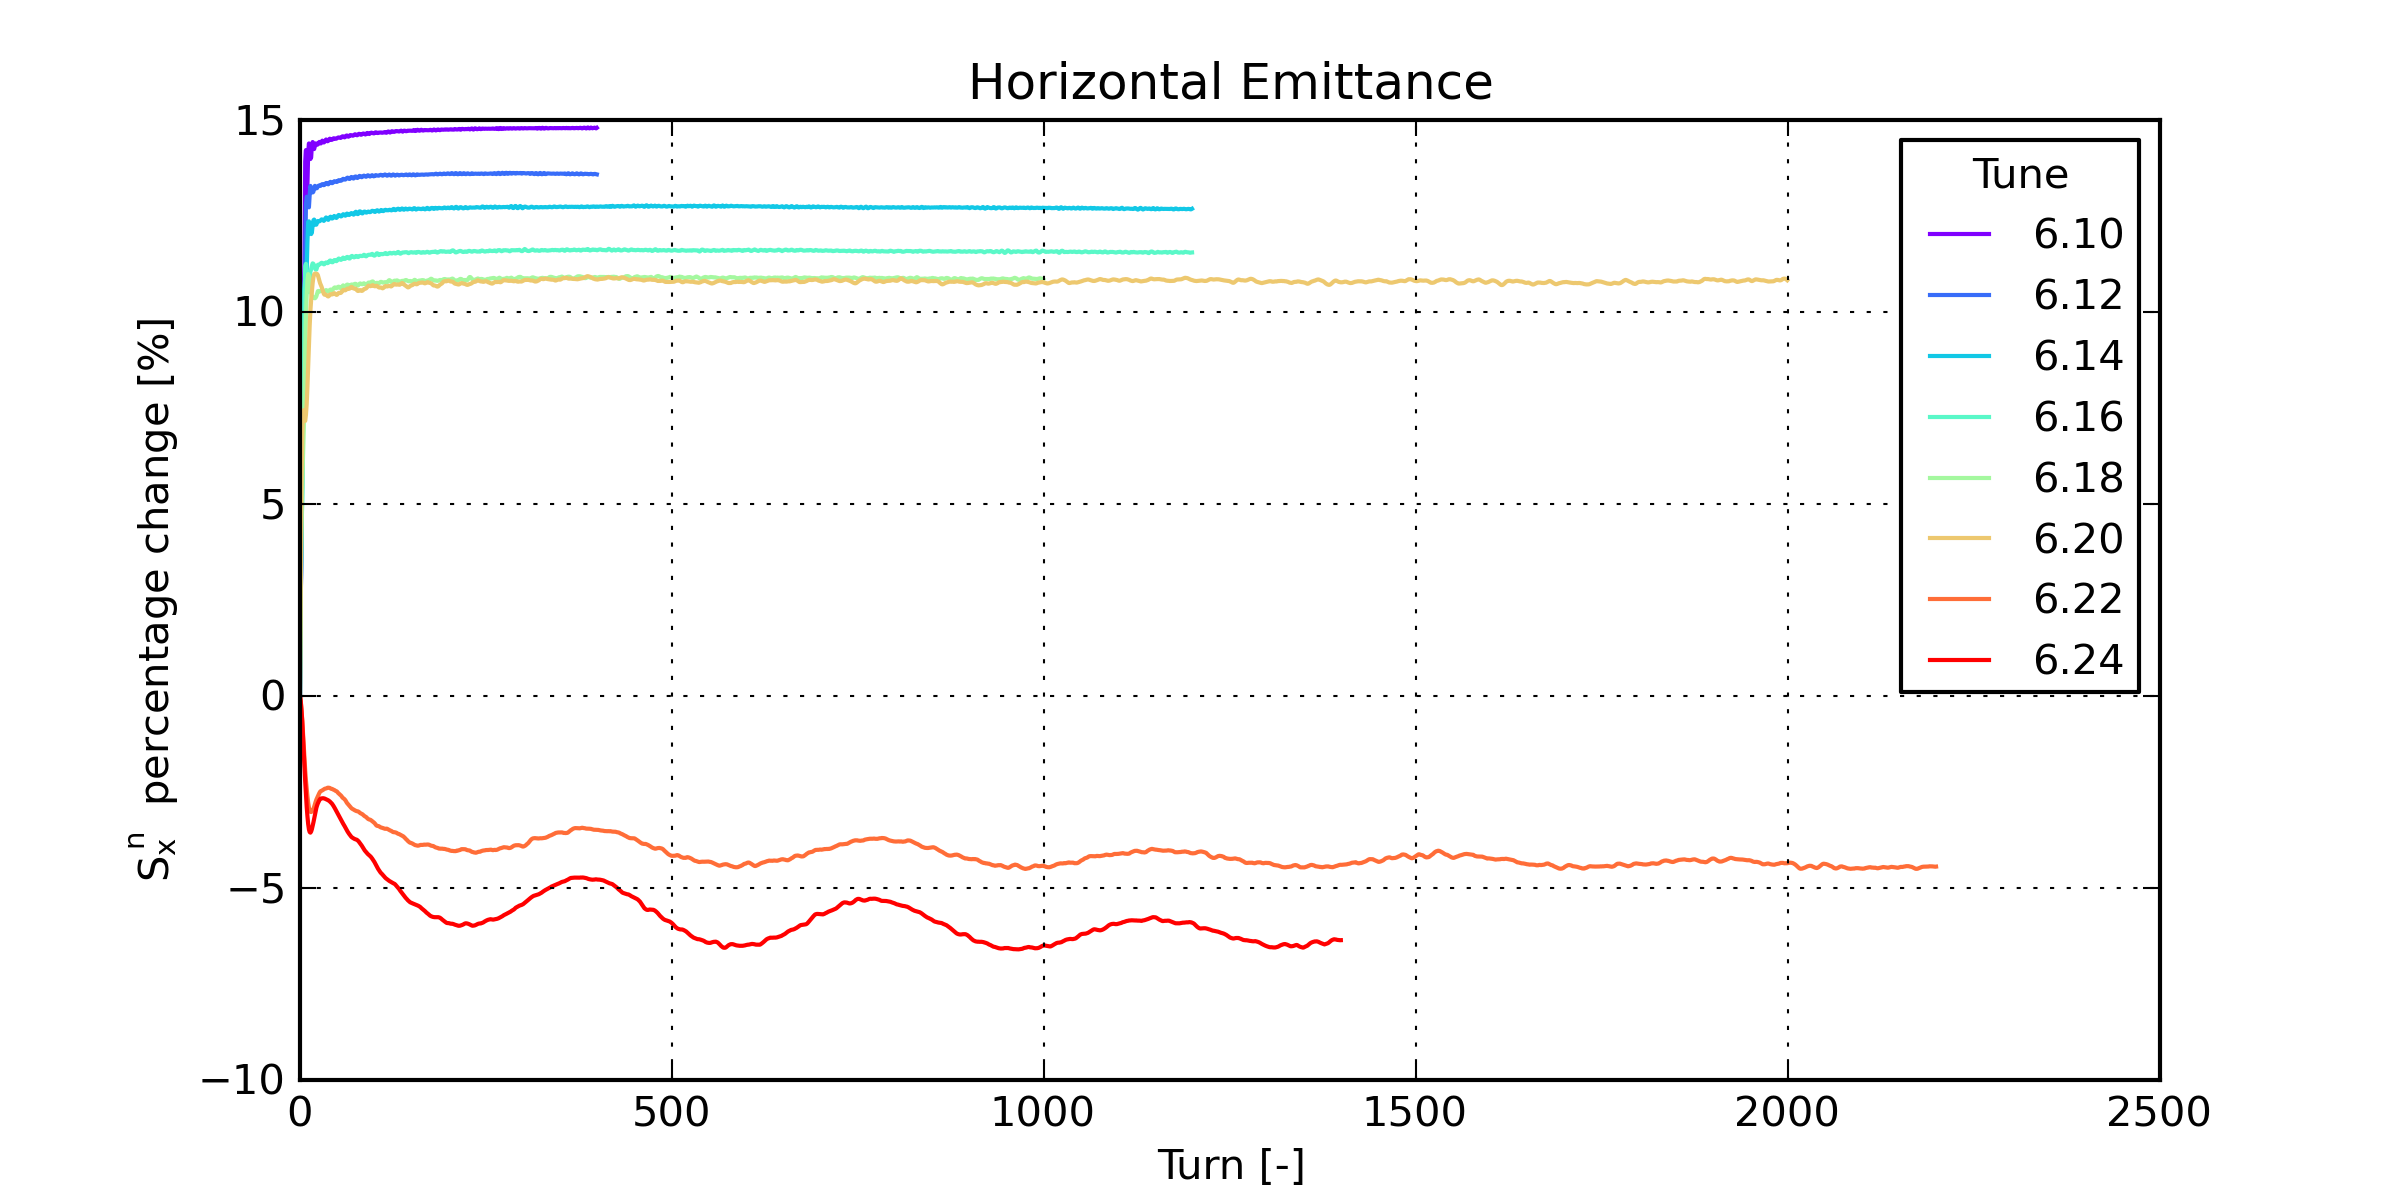 Horizontal Emittance
15
10
5
0
−5
−10
S_x^n percentage change [%]
Tune
6.10
6.12
6.14
6.16
6.18
6.20
6.22
6.24
0 500 1000 1500 2000 2500
Turn [-]